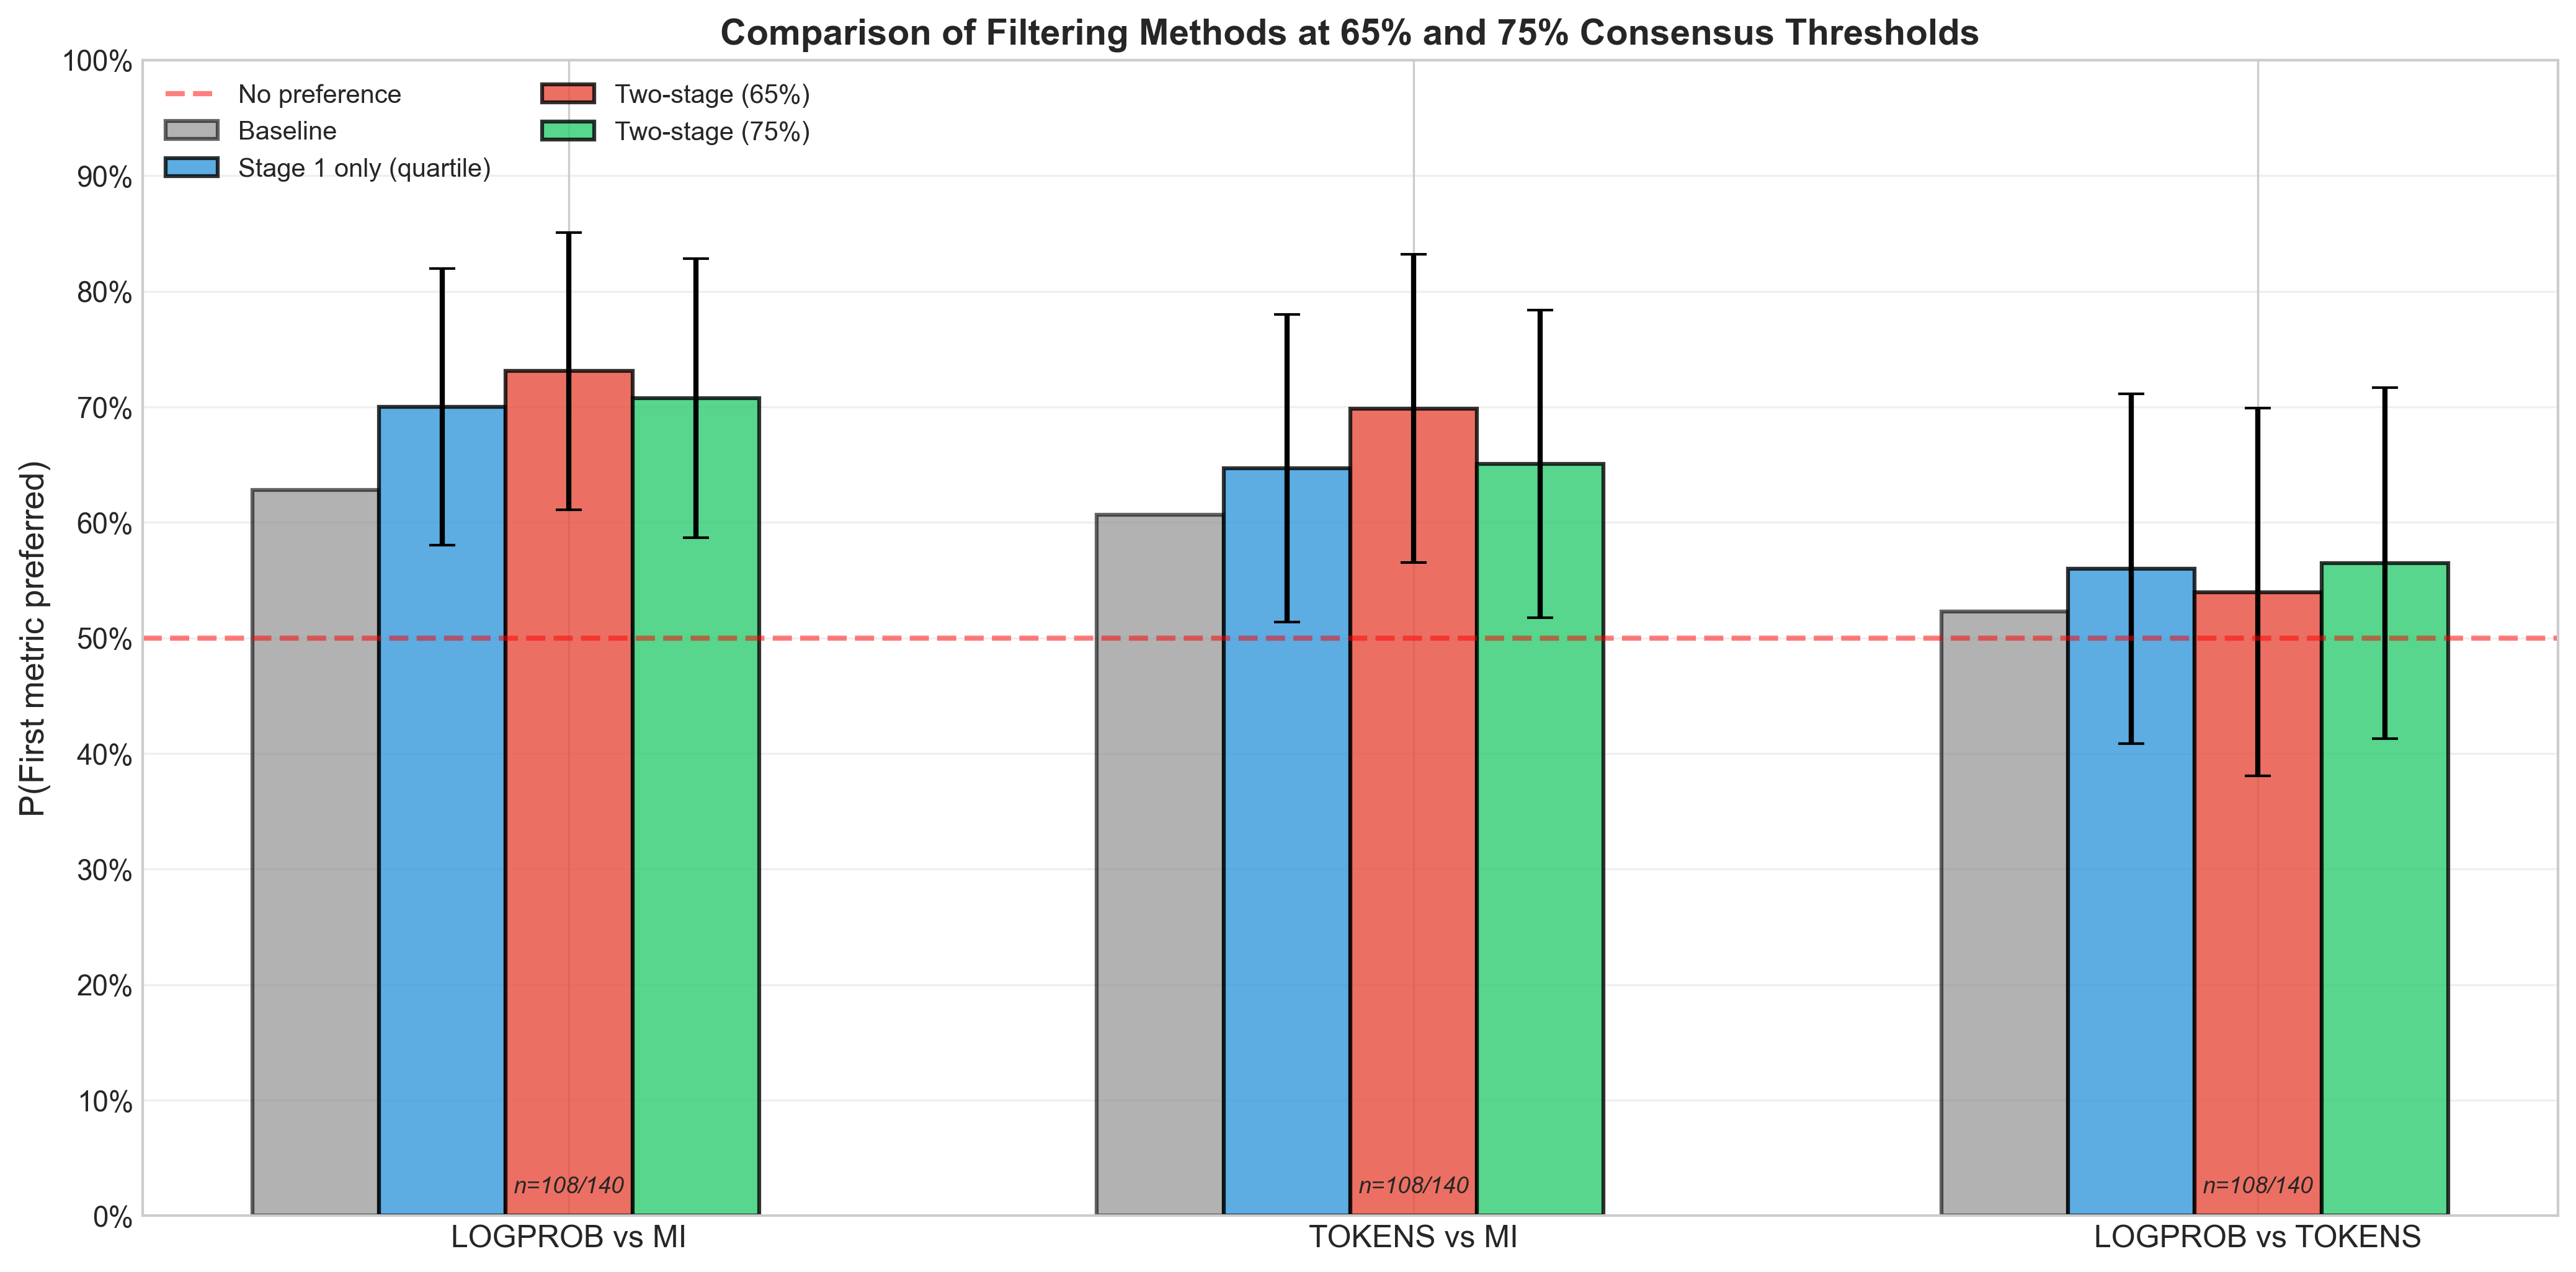 Comparison of Filtering Methods at 65% and 75% Consensus Thresholds
P(First metric preferred)
100%
90%
80%
70%
60%
50%
40%
30%
20%
10%
0%
No preference
Baseline
Stage 1 only (quartile)
Two-stage (65%)
Two-stage (75%)
n=108/140
n=108/140
n=108/140
LOGPROB vs MI
TOKENS vs MI
LOGPROB vs TOKENS